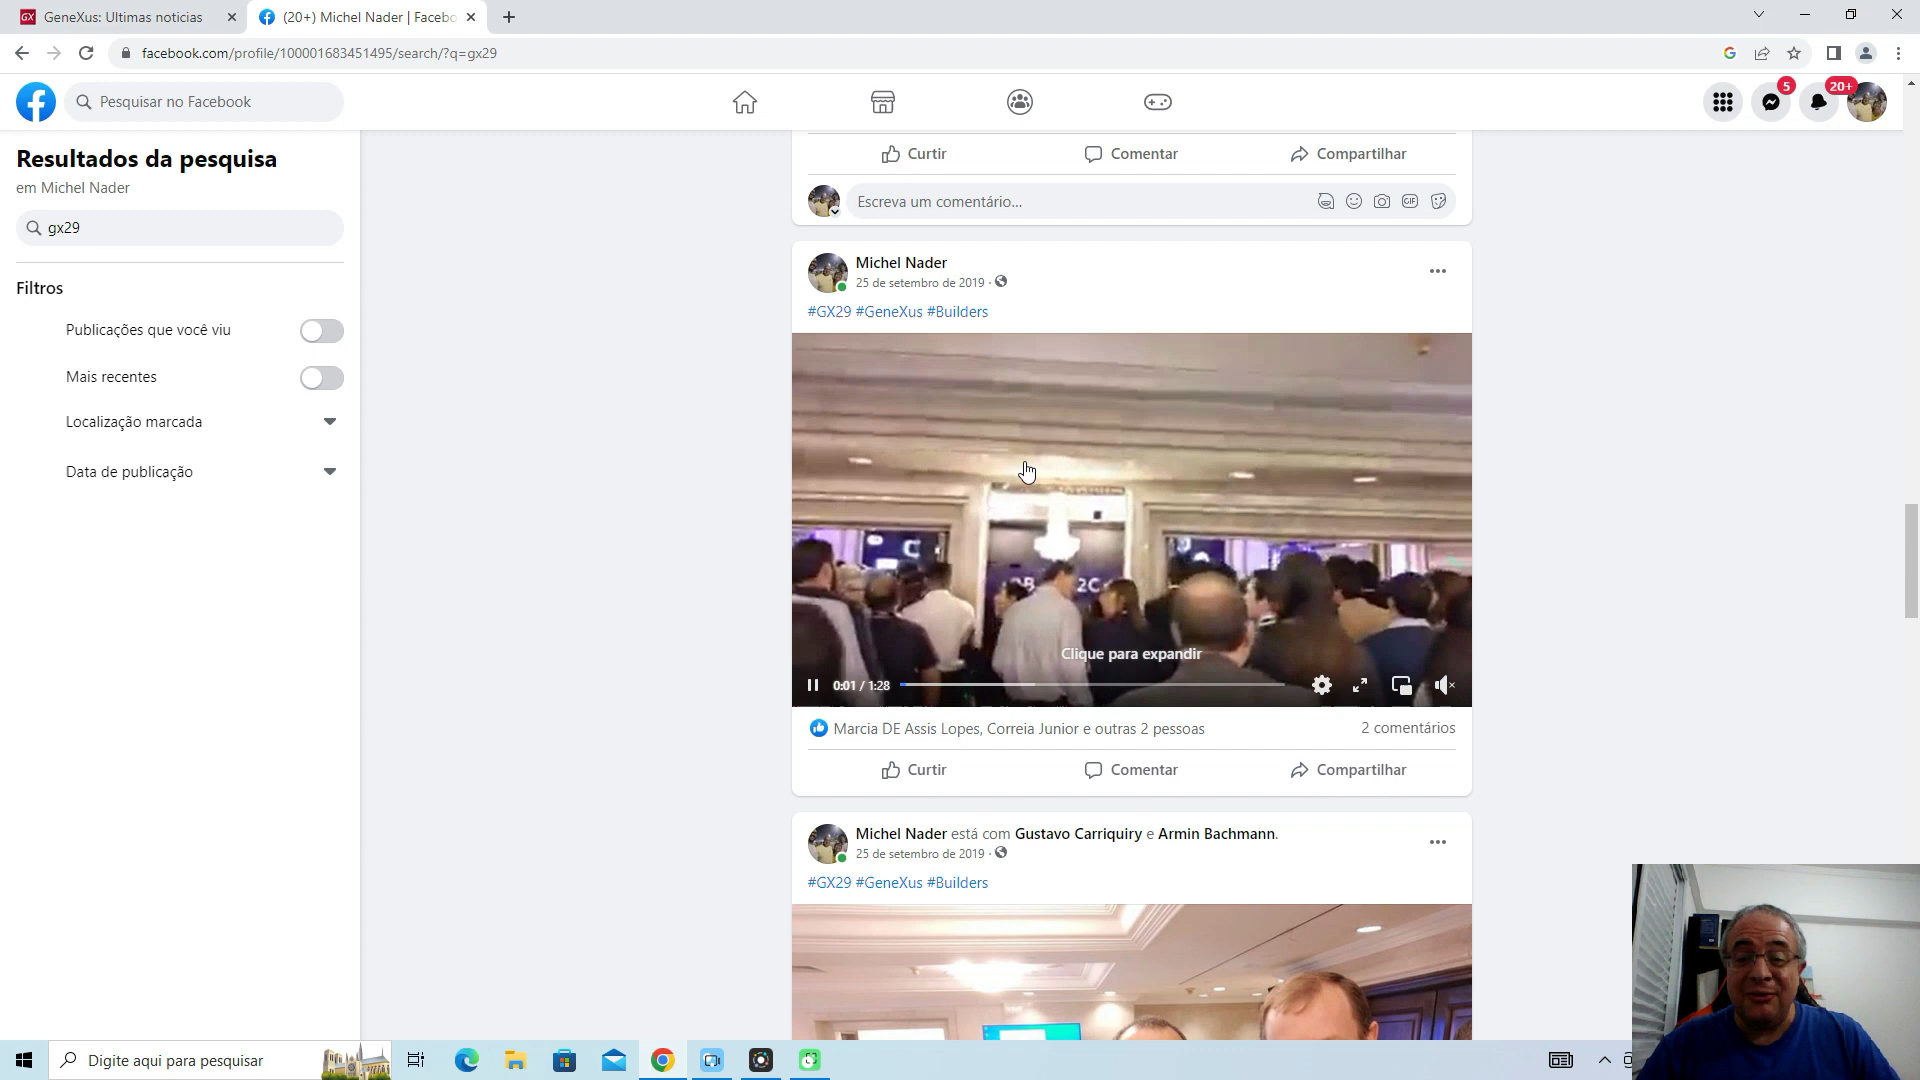 GX GeneXus: Ultimas noticias
(20+) Michel Nader | Facebo
facebook.com/profile/100001683451495/search/?q=gx29
Pesquisar no Facebook
5
20+
Resultados da pesquisa
em Michel Nader
gx29
Filtros
Publicações que você viu
Mais recentes
Localização marcada
Data de publicação
Curtir
Comentar
Compartilhar
Escreva um comentário...
GIF
Michel Nader
25 de setembro de 2019 ·
#GX29 #GeneXus #Builders
Clique para expandir
0:01 / 1:28
Marcia DE Assis Lopes, Correia Junior e outras 2 pessoas
2 comentários
Curtir
Comentar
Compartilhar
Michel Nader está com Gustavo Carriquiry e Armin Bachmann.
25 de setembro de 2019 ·
#GX29 #GeneXus #Builders
Digite aqui para pesquisar